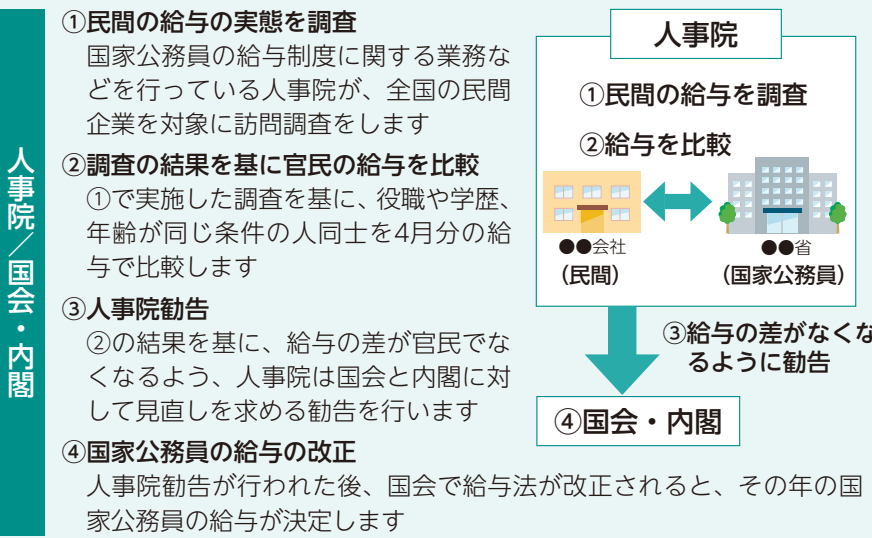 人事院／国会・内閣
①民間の給与の実態を調査
国家公務員の給与制度に関する業務な
どを行っている人事院が、全国の民間
企業を対象に訪問調査をします
②調査の結果を基に官民の給与を比較
①で実施した調査を基に、役職や学歴、
年齢が同じ条件の人同士を4月分の給
与で比較します
③人事院勧告
②の結果を基に、給与の差が官民でな
くなるよう、人事院は国会と内閣に対
して見直しを求める勧告を行います
④国家公務員の給与の改正
人事院勧告が行われた後、国会で給与法が改正されると、その年の国
家公務員の給与が決定します
人事院
①民間の給与を調査
②給与を比較
●●会社
（民間）
●●省
（国家公務員）
③給与の差がなくな
るように勧告
④国会・内閣